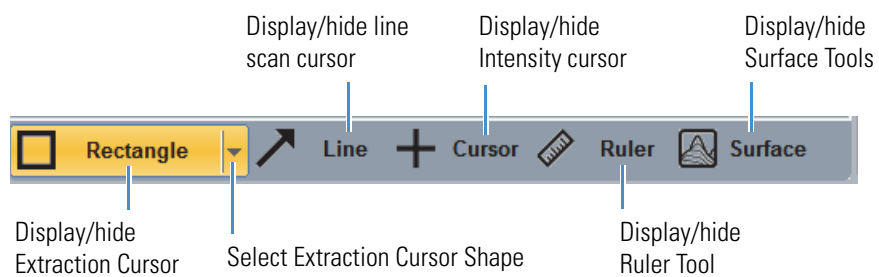 Display/hide line
scan cursor
Display/hide
Intensity cursor
Display/hide
Surface Tools
Rectangle
Line
Cursor
Ruler
Surface
Display/hide
Extraction Cursor
Select Extraction Cursor Shape
Display/hide
Ruler Tool